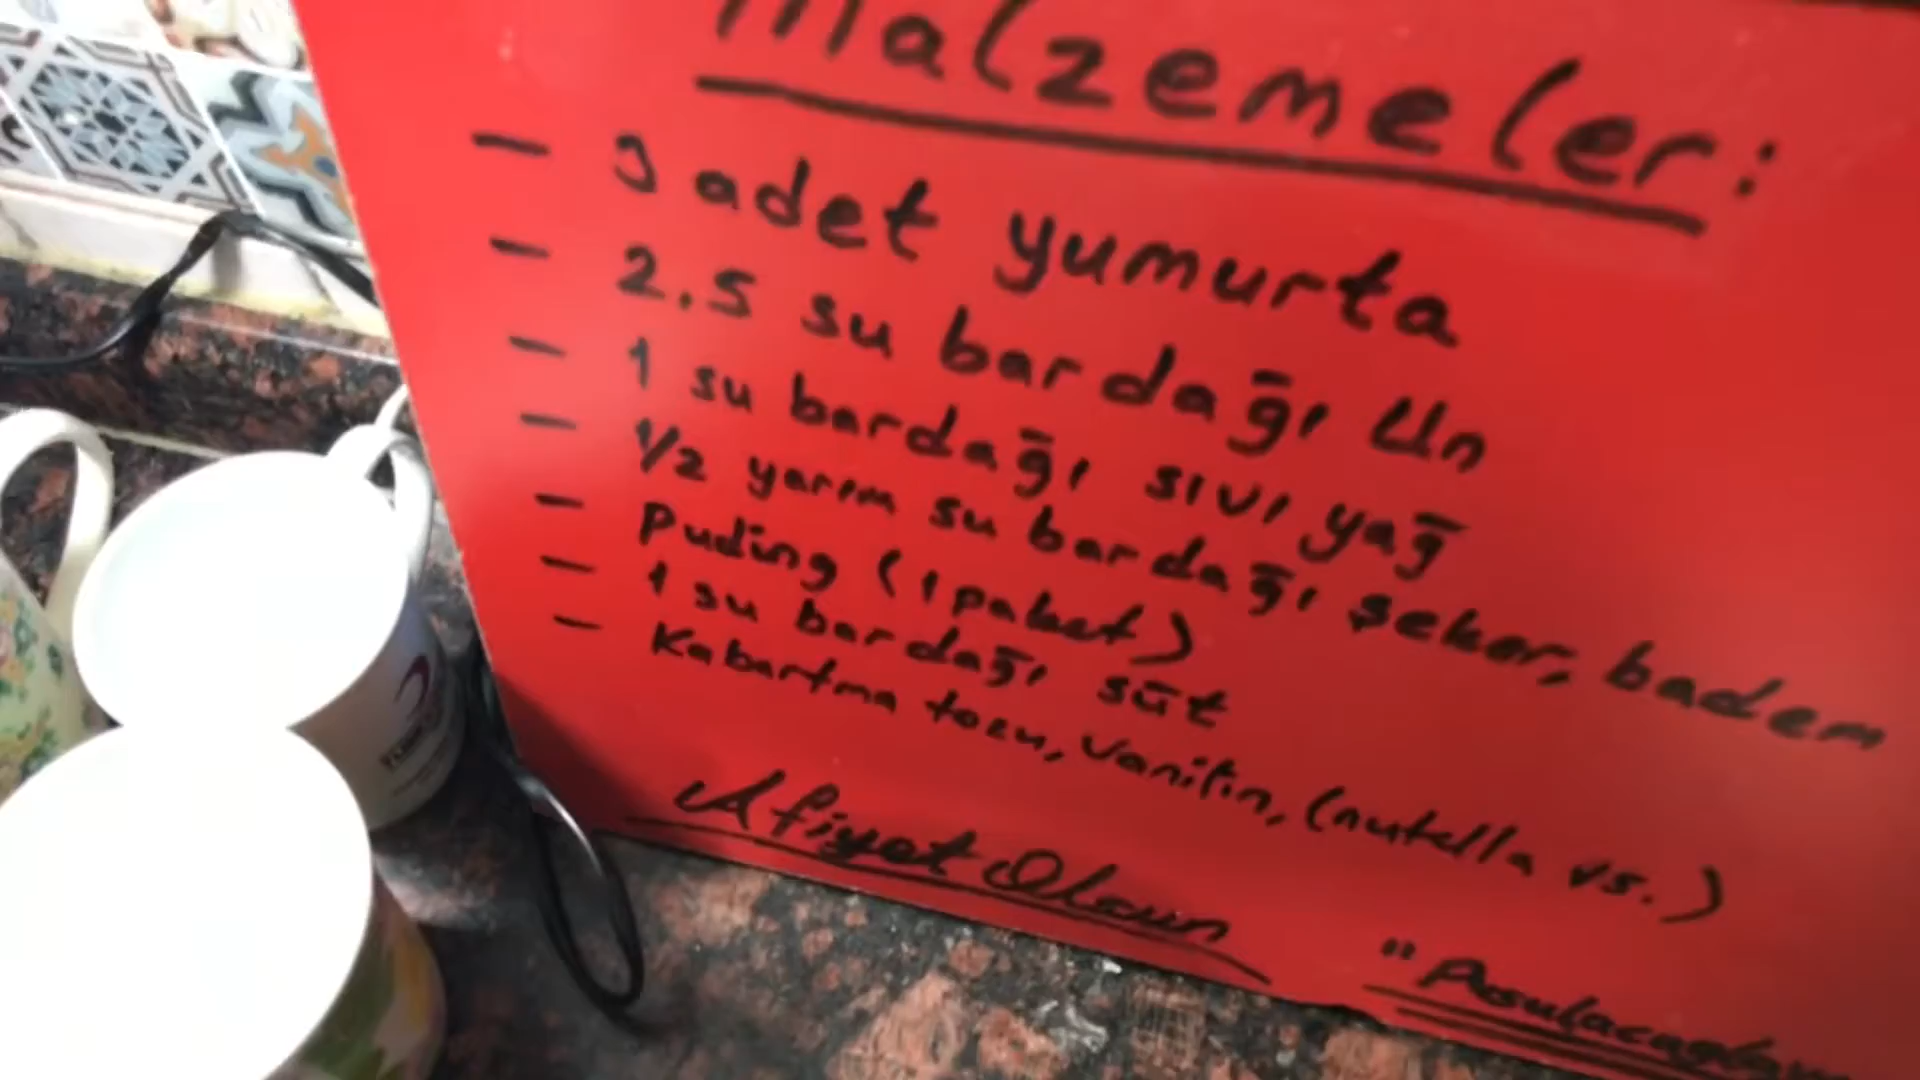 Malzemeler:
- 3 adet yumurta
- 2.5 su bardağı Un
- 1 su bardağı sıvı yağ
- 1/2 yarım su bardağı şeker, badem
- Puding (1 paket)
- 1 su bardağı süt
- Kabartma tozu, Vanilin, (nutella vs.)
Afiyet Olsun